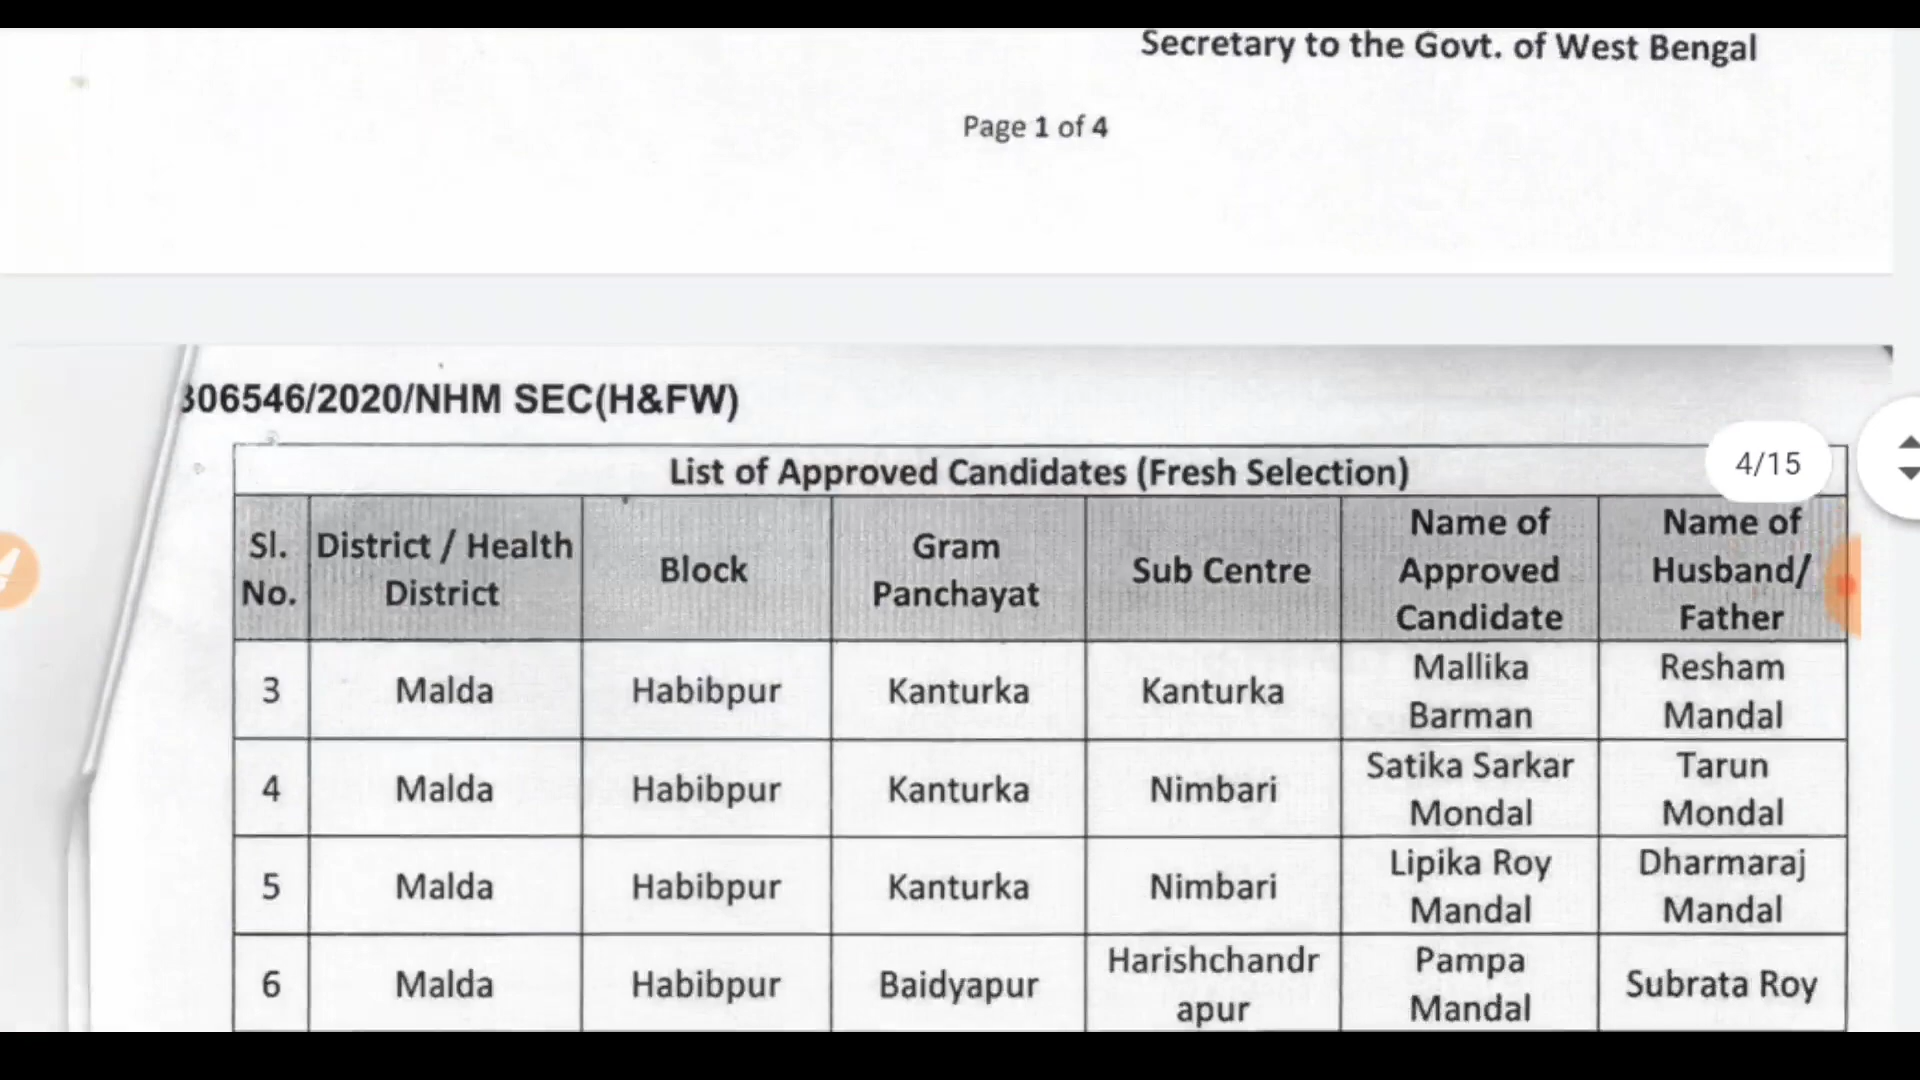 Secretary to the Govt. of West Bengal
Page 1 of 4
306546/2020/NHM SEC(H&FW)
List of Approved Candidates (Fresh Selection)
4/15
Sl. No. District / Health District Block Gram Panchayat Sub Centre Name of Approved Candidate Name of Husband/ Father
3 Malda Habibpur Kanturka Kanturka Mallika Barman Resham Mandal
4 Malda Habibpur Kanturka Nimbari Satika Sarkar Mondal Tarun Mondal
5 Malda Habibpur Kanturka Nimbari Lipika Roy Mandal Dharmaraj Mandal
6 Malda Habibpur Baidyapur Harishchandr apur Pampa Mandal Subrata Roy